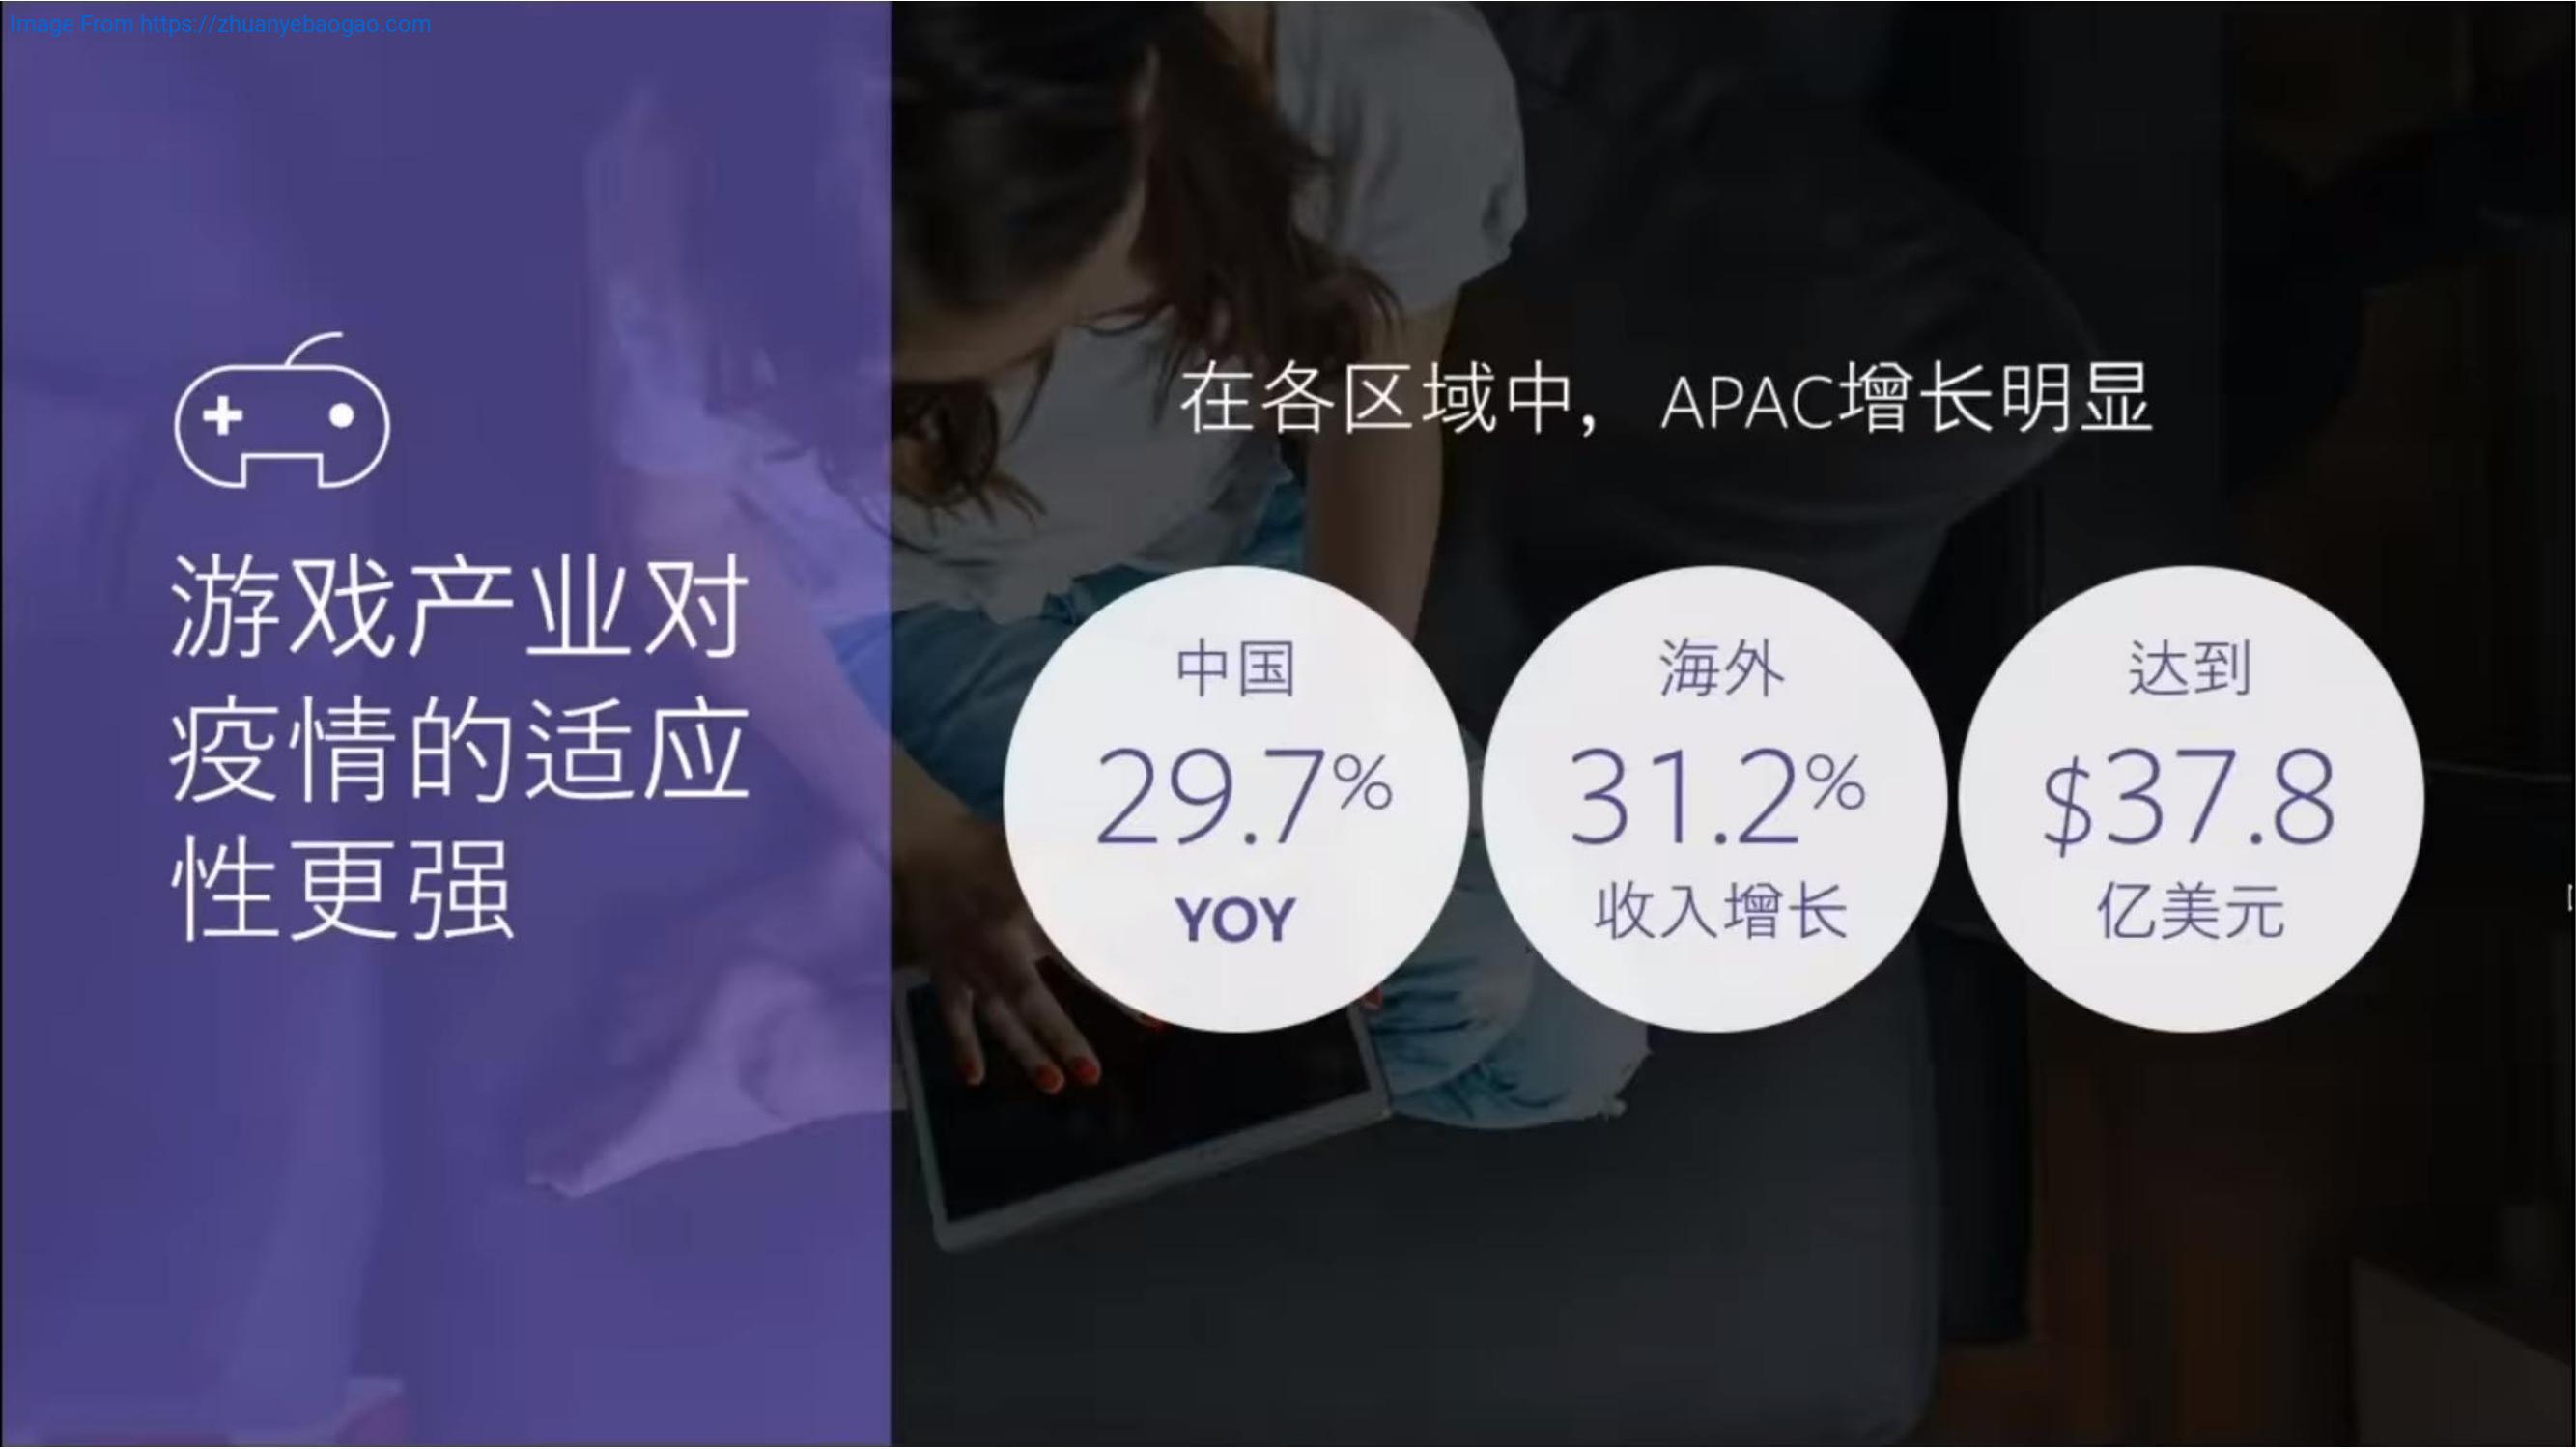 Image From https://zhuanyebaogao.com
游戏产业对
疫情的适应
性更强
在各区域中，APAC增长明显
中国
29.7%
YOY
海外
31.2%
收入增长
达到
$37.8
亿美元